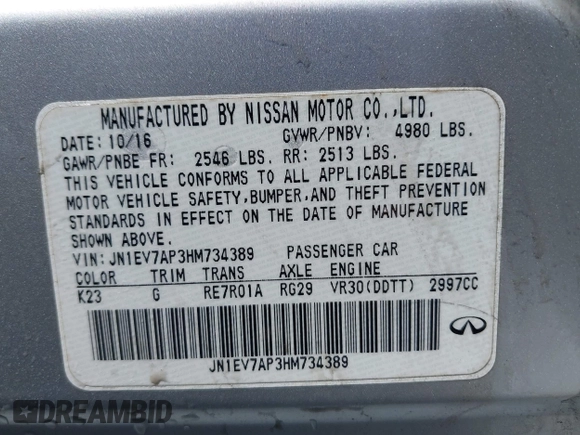 MANUFACTURED BY NISSAN MOTOR CO.,LTD.
DATE: 10/16 GVWR/PNBV: 4980 LBS.
GAWR/PNBE FR: 2546 LBS. RR: 2513 LBS.
THIS VEHICLE CONFORMS TO ALL APPLICABLE FEDERAL
MOTOR VEHICLE SAFETY, BUMPER, AND THEFT PREVENTION
STANDARDS IN EFFECT ON THE DATE OF MANUFACTURE
SHOWN ABOVE.
VIN: JN1EV7AP3HM734389 PASSENGER CAR
COLOR TRIM TRANS AXLE ENGINE
K23 G RE7R01A RG29 VR30(DDTT) 2997CC
JN1EV7AP3HM734389
DREAMBID